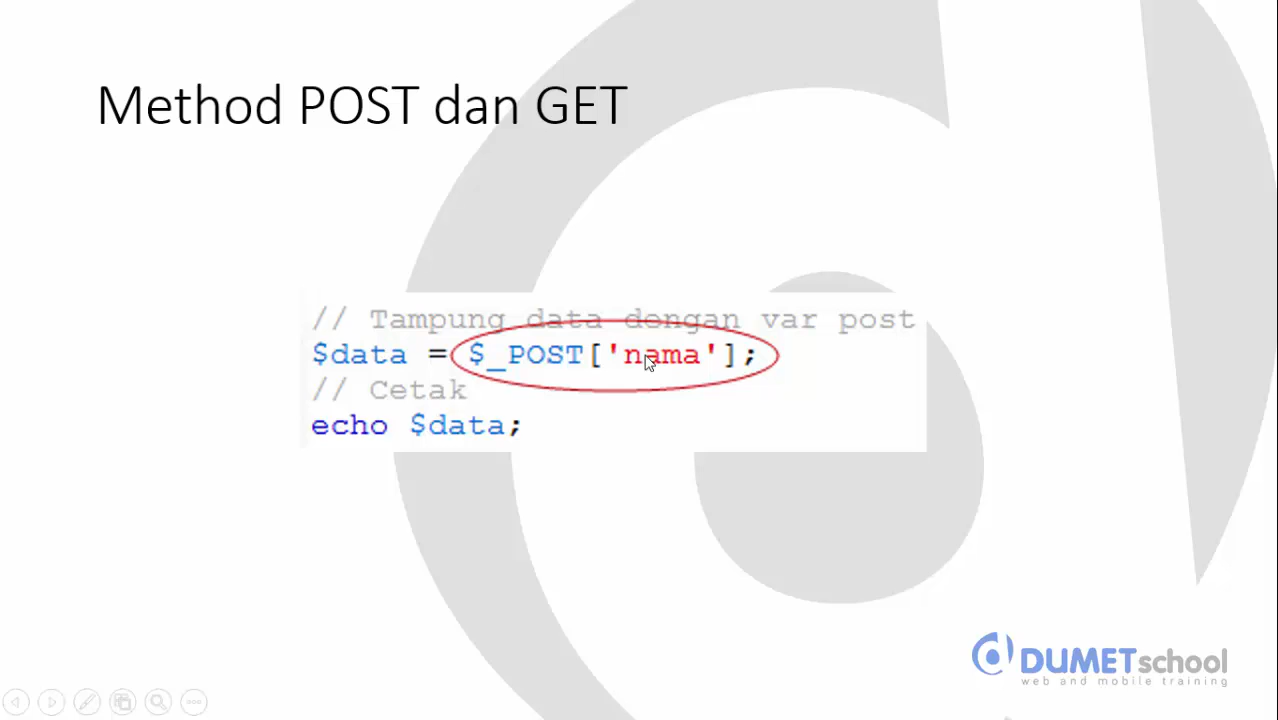 Method POST dan GET
// Tampung data dengan var post
$data = $_POST['nama'];
// Cetak
echo $data;
DUMETschool
web and mobile training